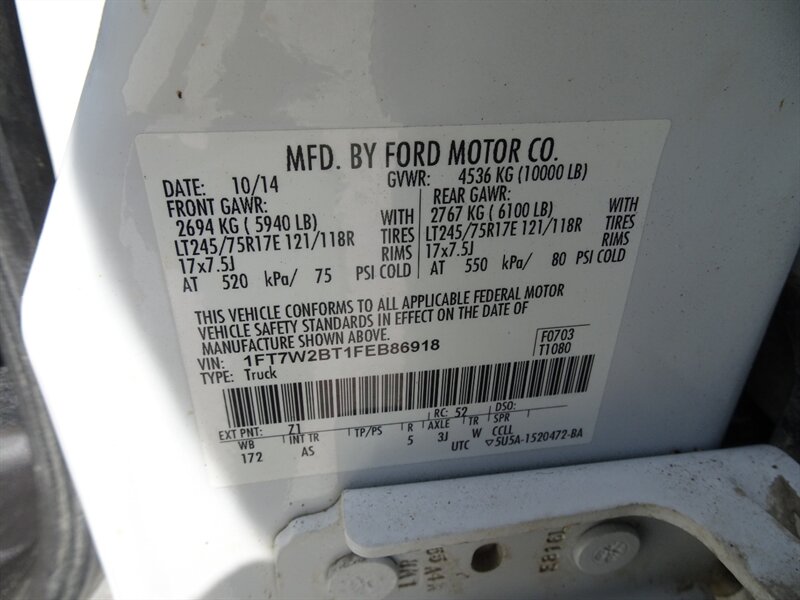 MFD. BY FORD MOTOR CO.
DATE: 10/14 GVWR: 4536 KG (10000 LB)
FRONT GAWR: REAR GAWR:
2694 KG ( 5940 LB) WITH 2767 KG ( 6100 LB) WITH
LT245/75R17E 121/118R TIRES LT245/75R17E 121/118R TIRES
17x7.5J RIMS 17x7.5J RIMS
AT 520 kPa/ 75 PSI COLD AT 550 kPa/ 80 PSI COLD
THIS VEHICLE CONFORMS TO ALL APPLICABLE FEDERAL MOTOR
VEHICLE SAFETY STANDARDS IN EFFECT ON THE DATE OF
MANUFACTURE SHOWN ABOVE.
VIN: 1FT7W2BT1FEB86918 F0703
TYPE: Truck T1080
EXT PNT: 71 RC: 52 DSO:
WB INT TR TP/PS R AXLE TR SPR
172 AS 5 3J W CCLL
UTC ▽5U5A-1520472-BA